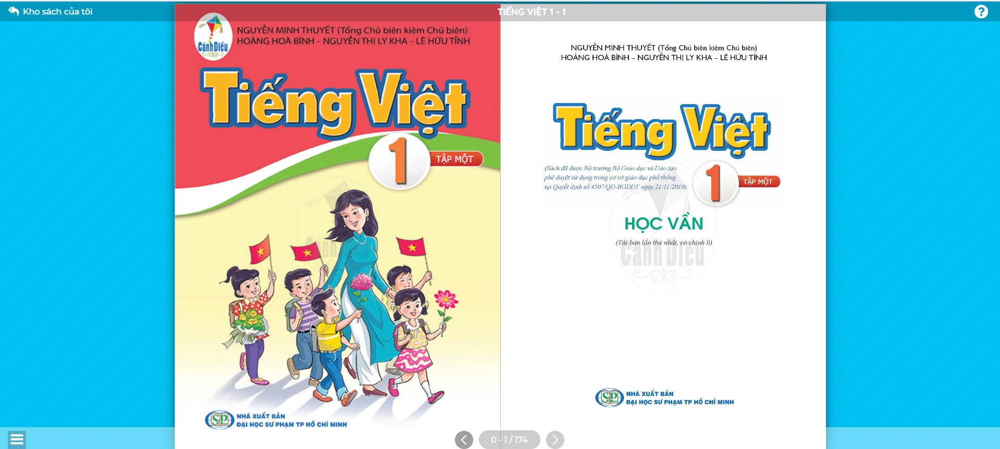 Kho sách của tôi
TIẾNG VIỆT 1 - 1
?
Cánh Diều
NGUYỄN MINH THUYẾT (Tổng Chủ biên kiêm Chủ biên)
HOÀNG HOÀ BÌNH – NGUYỄN THỊ LY KHA – LÊ HỮU TỈNH
Tiếng Việt
1
TẬP MỘT
Cánh Diều
SP
NHÀ XUẤT BẢN
ĐẠI HỌC SƯ PHẠM TP HỒ CHÍ MINH
NGUYỄN MINH THUYẾT (Tổng Chủ biên kiêm Chủ biên)
HOÀNG HOÀ BÌNH – NGUYỄN THỊ LY KHA – LÊ HỮU TỈNH
Tiếng Việt
(Sách đã được Bộ trưởng Bộ Giáo dục và Đào tạo
phê duyệt sử dụng trong cơ sở giáo dục phổ thông
tại Quyết định số 4507/QĐ-BGDĐT ngày 21/11/2019)
1
TẬP MỘT
HỌC VẦN
(Tái bản lần thứ nhất, có chỉnh lí)
Cánh Diều
SP
NHÀ XUẤT BẢN
ĐẠI HỌC SƯ PHẠM TP HỒ CHÍ MINH
0 - 1 / 174